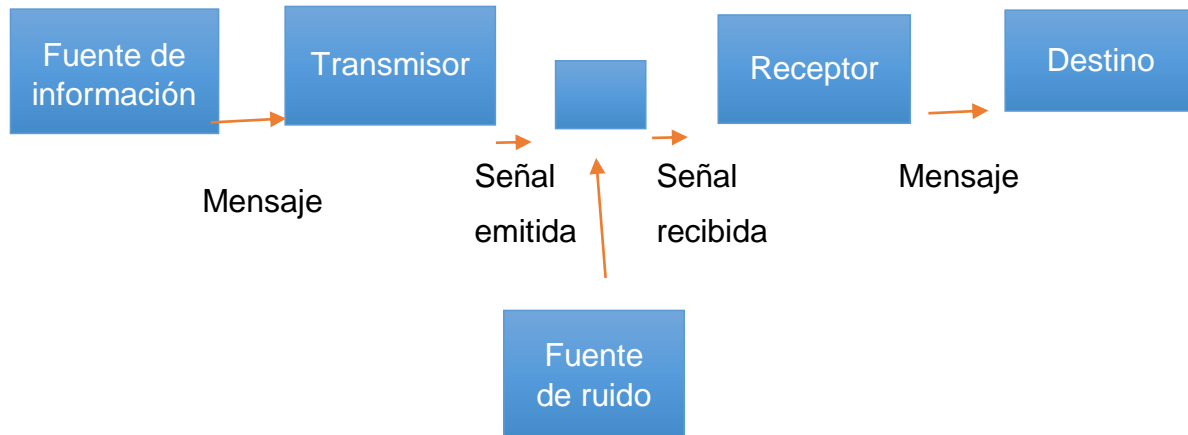 Fuente de
información
Transmisor
Receptor
Destino
Mensaje
Señal
emitida
Señal
recibida
Mensaje
Fuente
de ruido